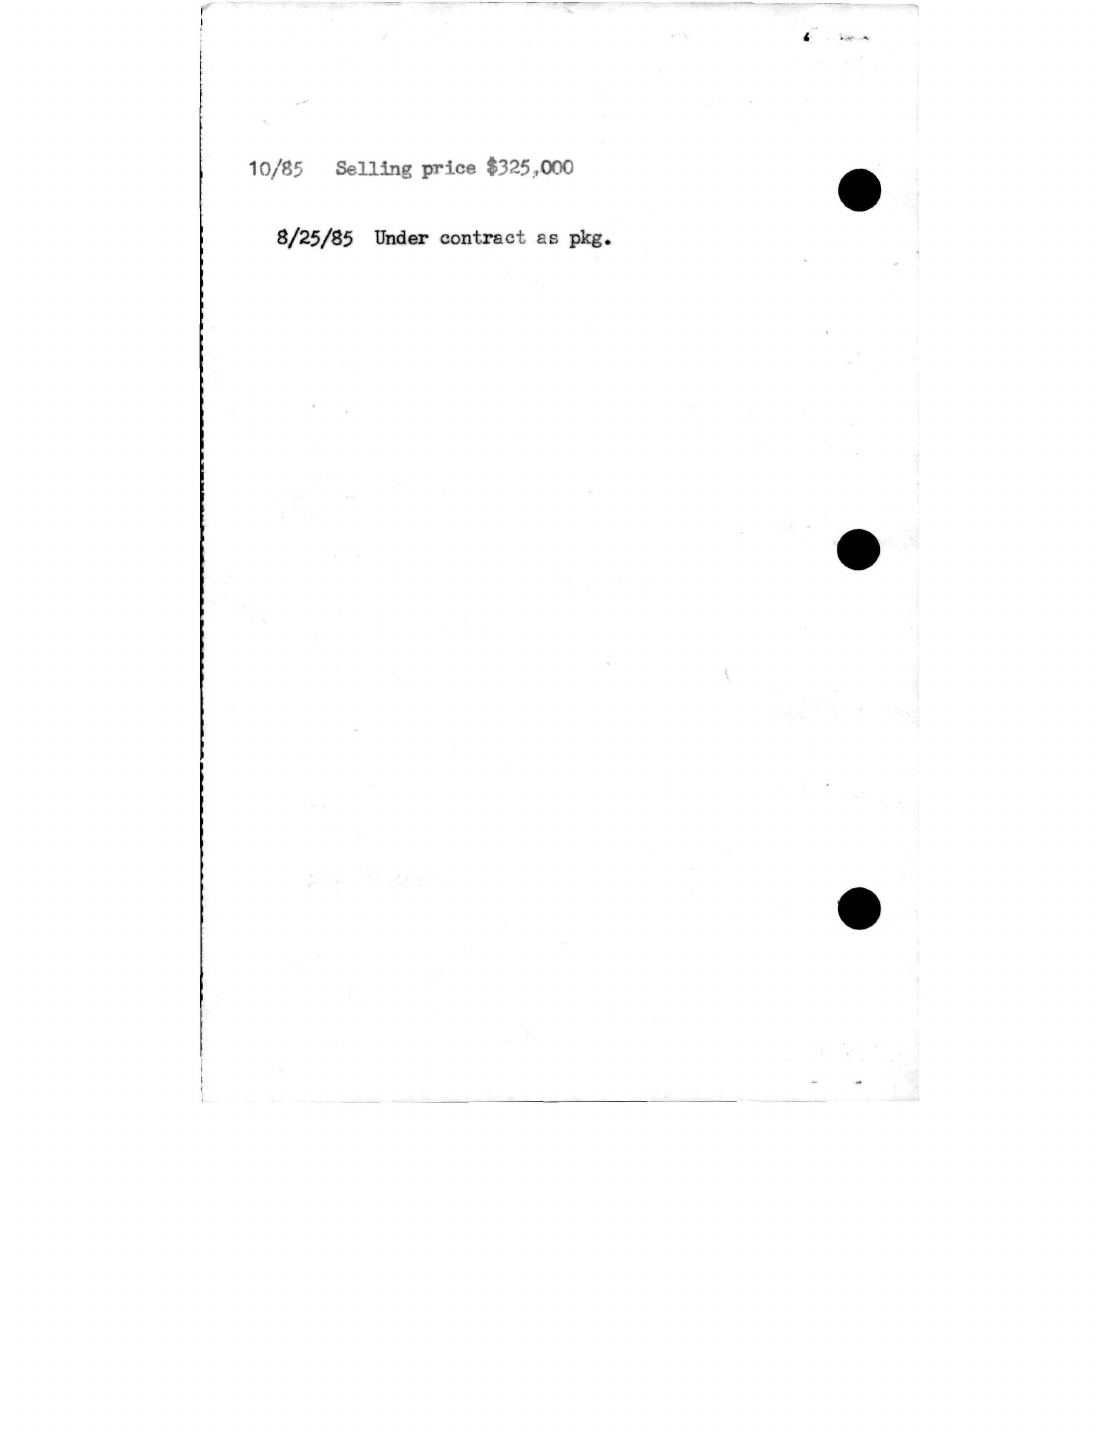 10/85 Selling price $325,000
8/25/85 Under contract as pkg.